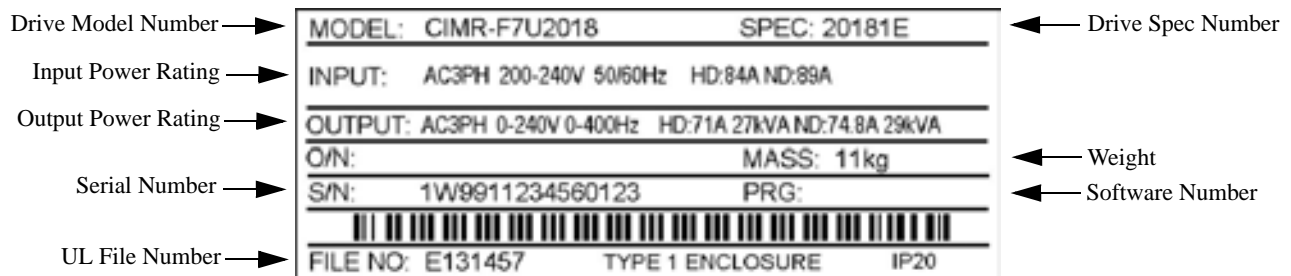 Drive Model Number MODEL: CIMR-F7U2018 SPEC: 20181E Drive Spec Number
Input Power Rating INPUT: AC3PH 200-240V 50/60Hz HD:84A ND:89A
Output Power Rating OUTPUT: AC3PH 0-240V 0-400Hz HD:71A 27kVA ND:74.8A 29kVA
O/N: MASS: 11kg Weight
Serial Number S/N: 1W9911234560123 PRG: Software Number
UL File Number FILE NO: E131457 TYPE 1 ENCLOSURE IP20